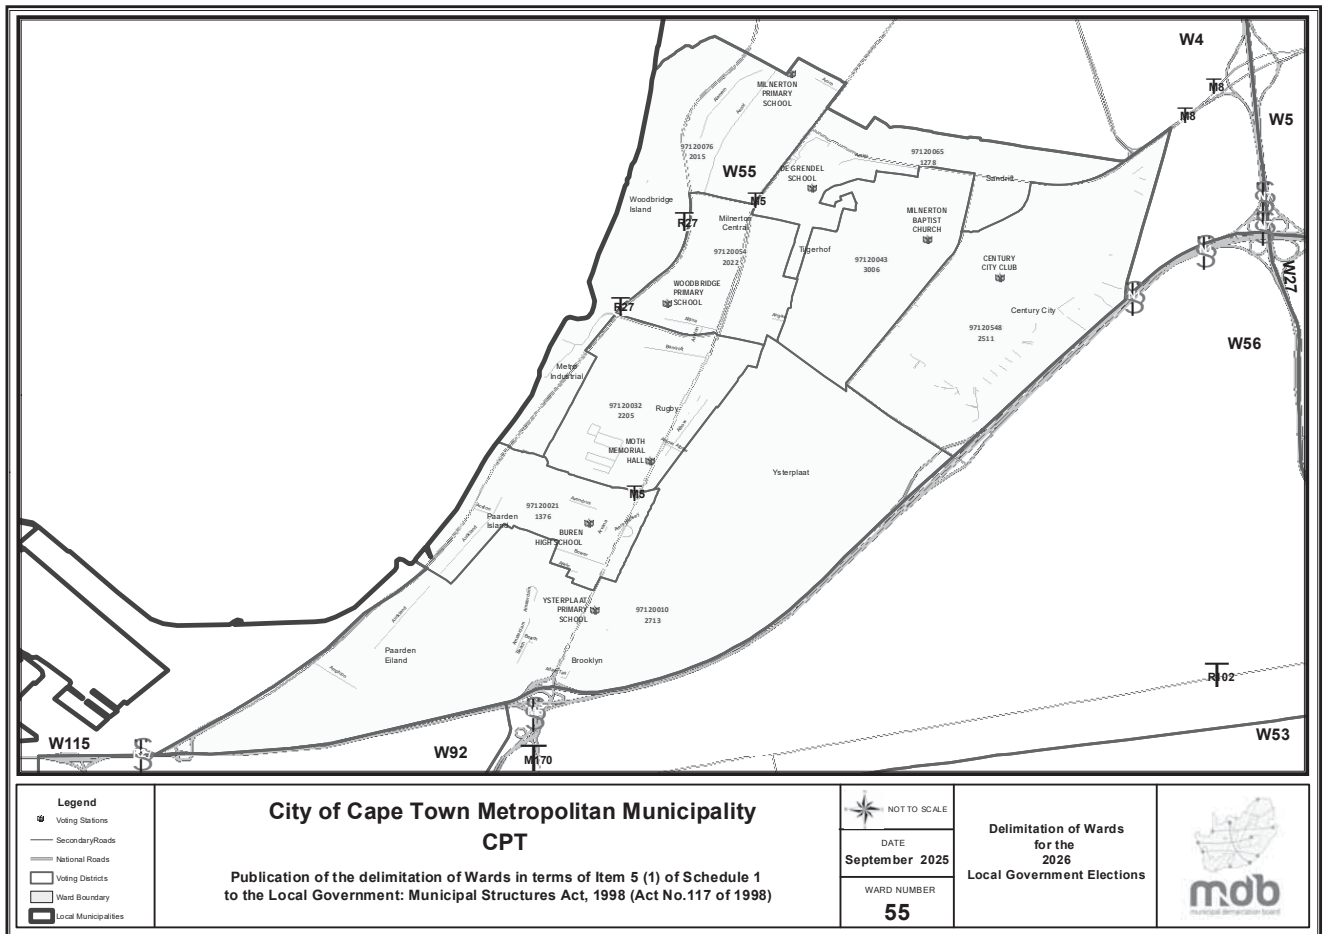 W4
M8
M8
W5
MILNERTON
PRIMARY
SCHOOL
97120076
2015
W55
DE GRENDEL
SCHOOL
97120065
1278
Sanddrift
Woodbridge
Island
M5
R27
Milnerton
Central
MILNERTON
BAPTIST
CHURCH
97120054
2022
Tijgerhof
97120043
3006
CENTURY
CITY CLUB
W27
WOODBRIDGE
PRIMARY
SCHOOL
R27
Century City
97120548
2511
W56
Metro
Industrial
97120032
2205
Rugby
MOTH
MEMORIAL
HALL
Ysterplaat
M5
97120021
1376
Paarden
Island
BUREN
HIGH SCHOOL
YSTERPLAAT
PRIMARY
SCHOOL
97120010
2713
Paarden
Eiland
Brooklyn
R102
W115
W92
M170
W53
Legend
Voting Stations
SecondaryRoads
National Roads
Voting Districts
Ward Boundary
Local Municipalities
City of Cape Town Metropolitan Municipality
CPT
Publication of the delimitation of Wards in terms of Item 5 (1) of Schedule 1
to the Local Government: Municipal Structures Act, 1998 (Act No.117 of 1998)
NOT TO SCALE
DATE
September 2025
WARD NUMBER
55
Delimitation of Wards
for the
2026
Local Government Elections
mdb
municipal demarcation board